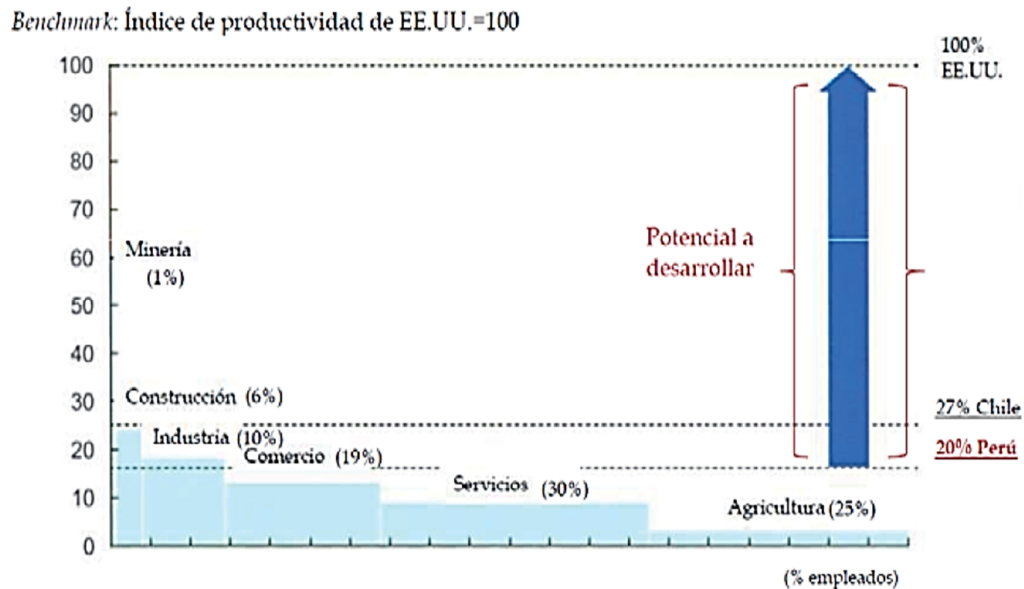 Benchmark: Índice de productividad de EE.UU.=100
100%
EE.UU.
100
90
80
70
60
50
40
30
20
10
0
Minería
(1%)
Potencial a
desarrollar
Construcción (6%)
27% Chile
Industria (10%)
20% Perú
Comercio (19%)
Servicios (30%)
Agricultura (25%)
(% empleados)